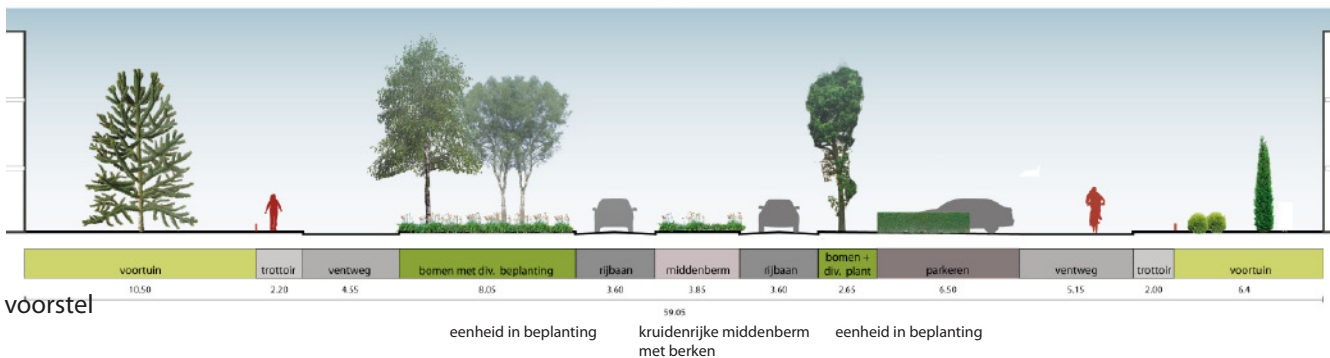 voortuin trottoir ventweg bomen met div. beplanting rijbaan middenberm rijbaan bomen +
div. plant parkeren ventweg trottoir voortuin
10.50 2.20 4.55 8.05 3.60 3.85 3.60 2.65 6.50 5.15 2.00 6.4
voorstel
59.05
eenheid in beplanting kruidenrijke middenberm
met berken eenheid in beplanting